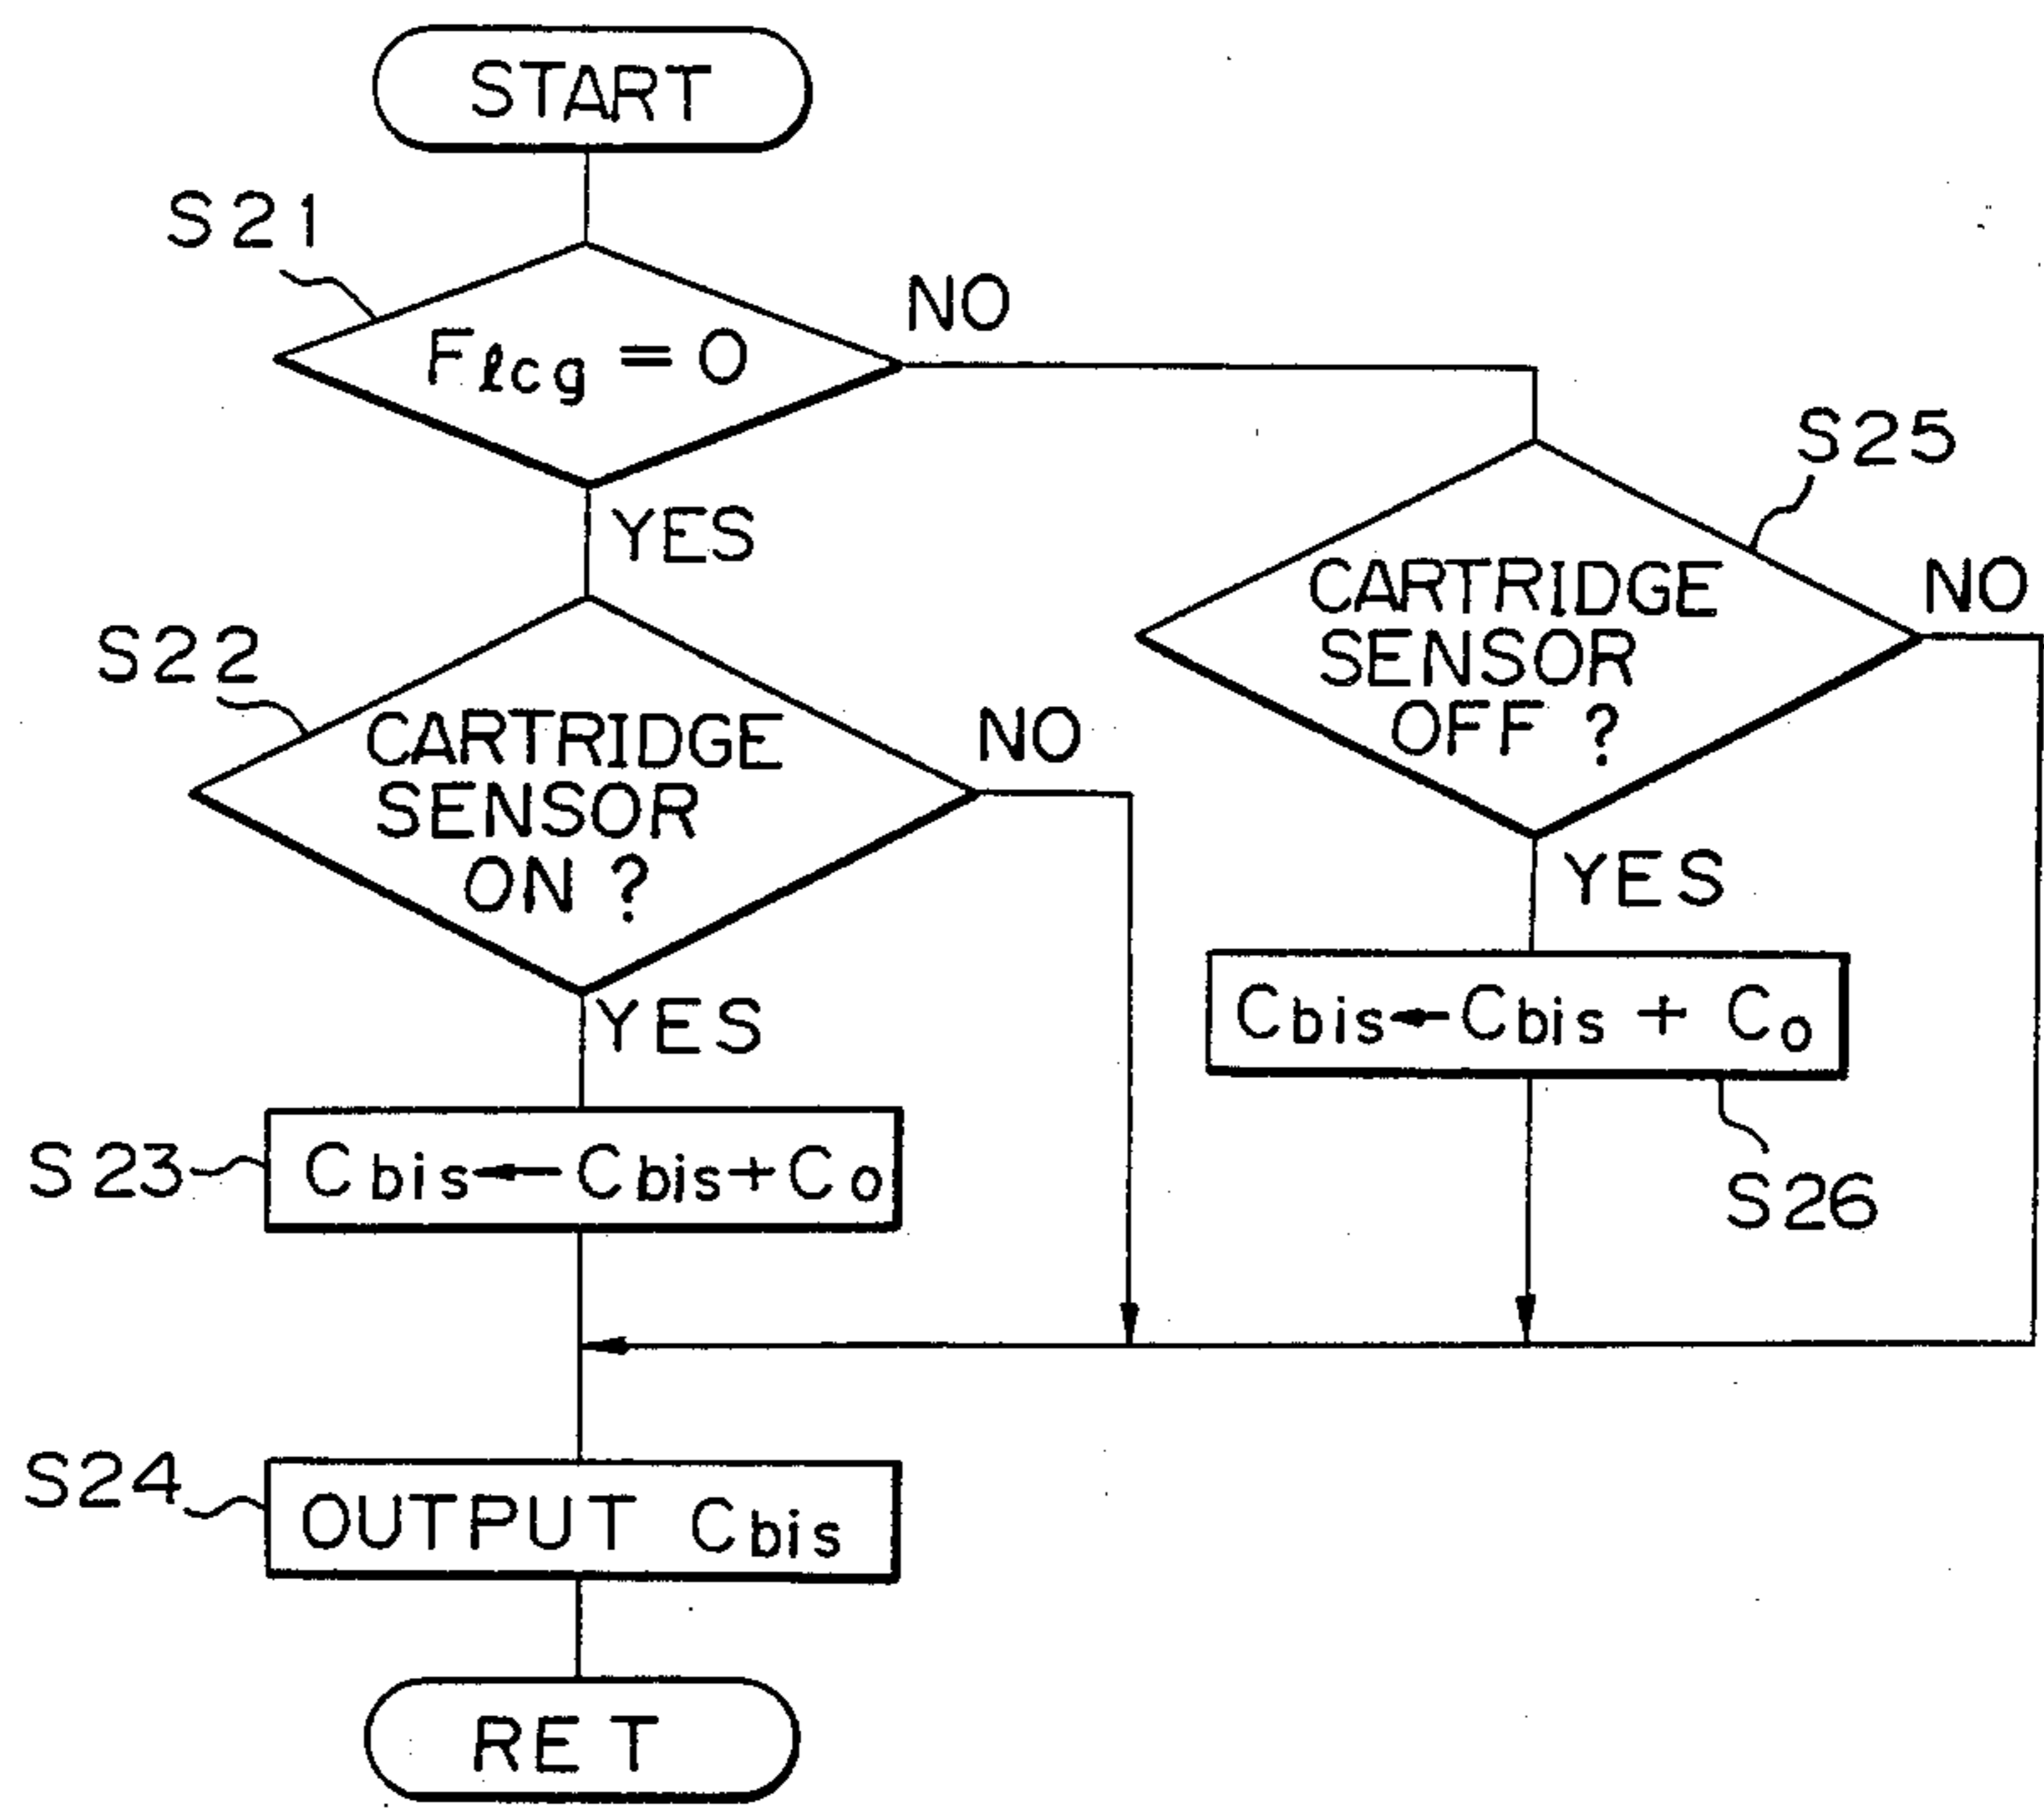 START
S21
Fℓcg = 0
NO
YES
S22
CARTRIDGE
SENSOR
ON ?
NO
YES
S23
Cbis ← Cbis + Co
S24
OUTPUT Cbis
RET
S25
CARTRIDGE
SENSOR
OFF ?
NO
YES
Cbis ← Cbis + Co
S26